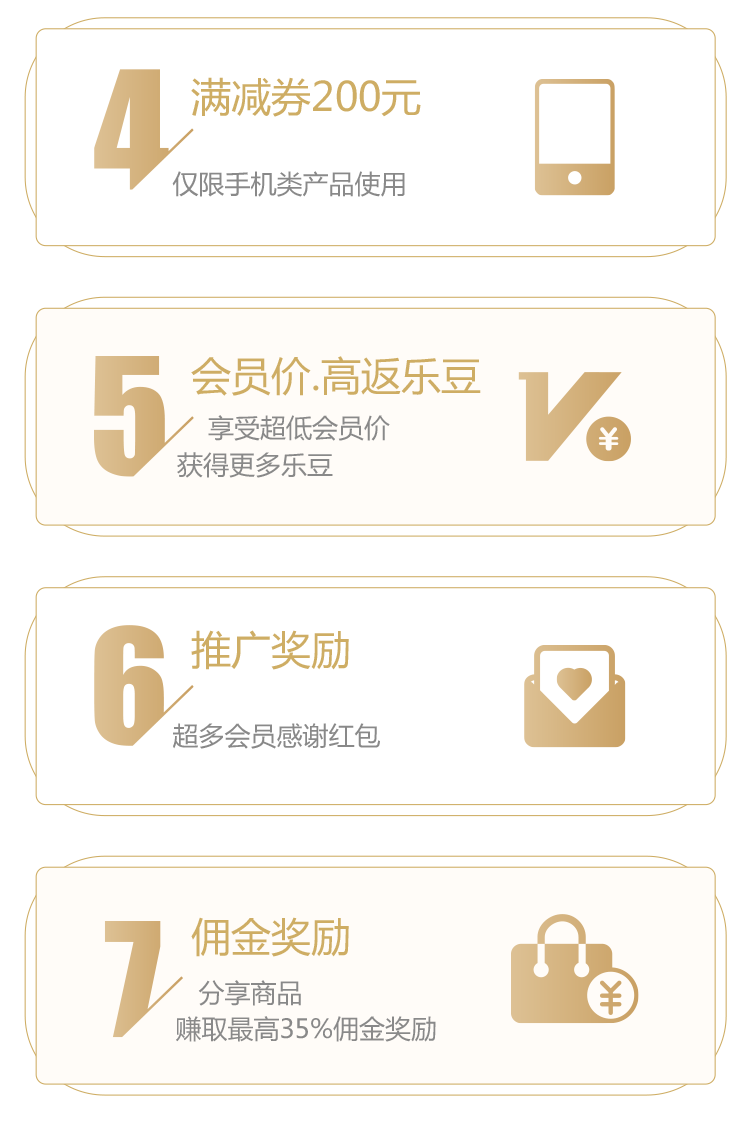 4
满减券200元
仅限手机类产品使用
5
会员价.高返乐豆
享受超低会员价
获得更多乐豆
V
¥
6
推广奖励
超多会员感谢红包
7
佣金奖励
分享商品
赚取最高35%佣金奖励
¥